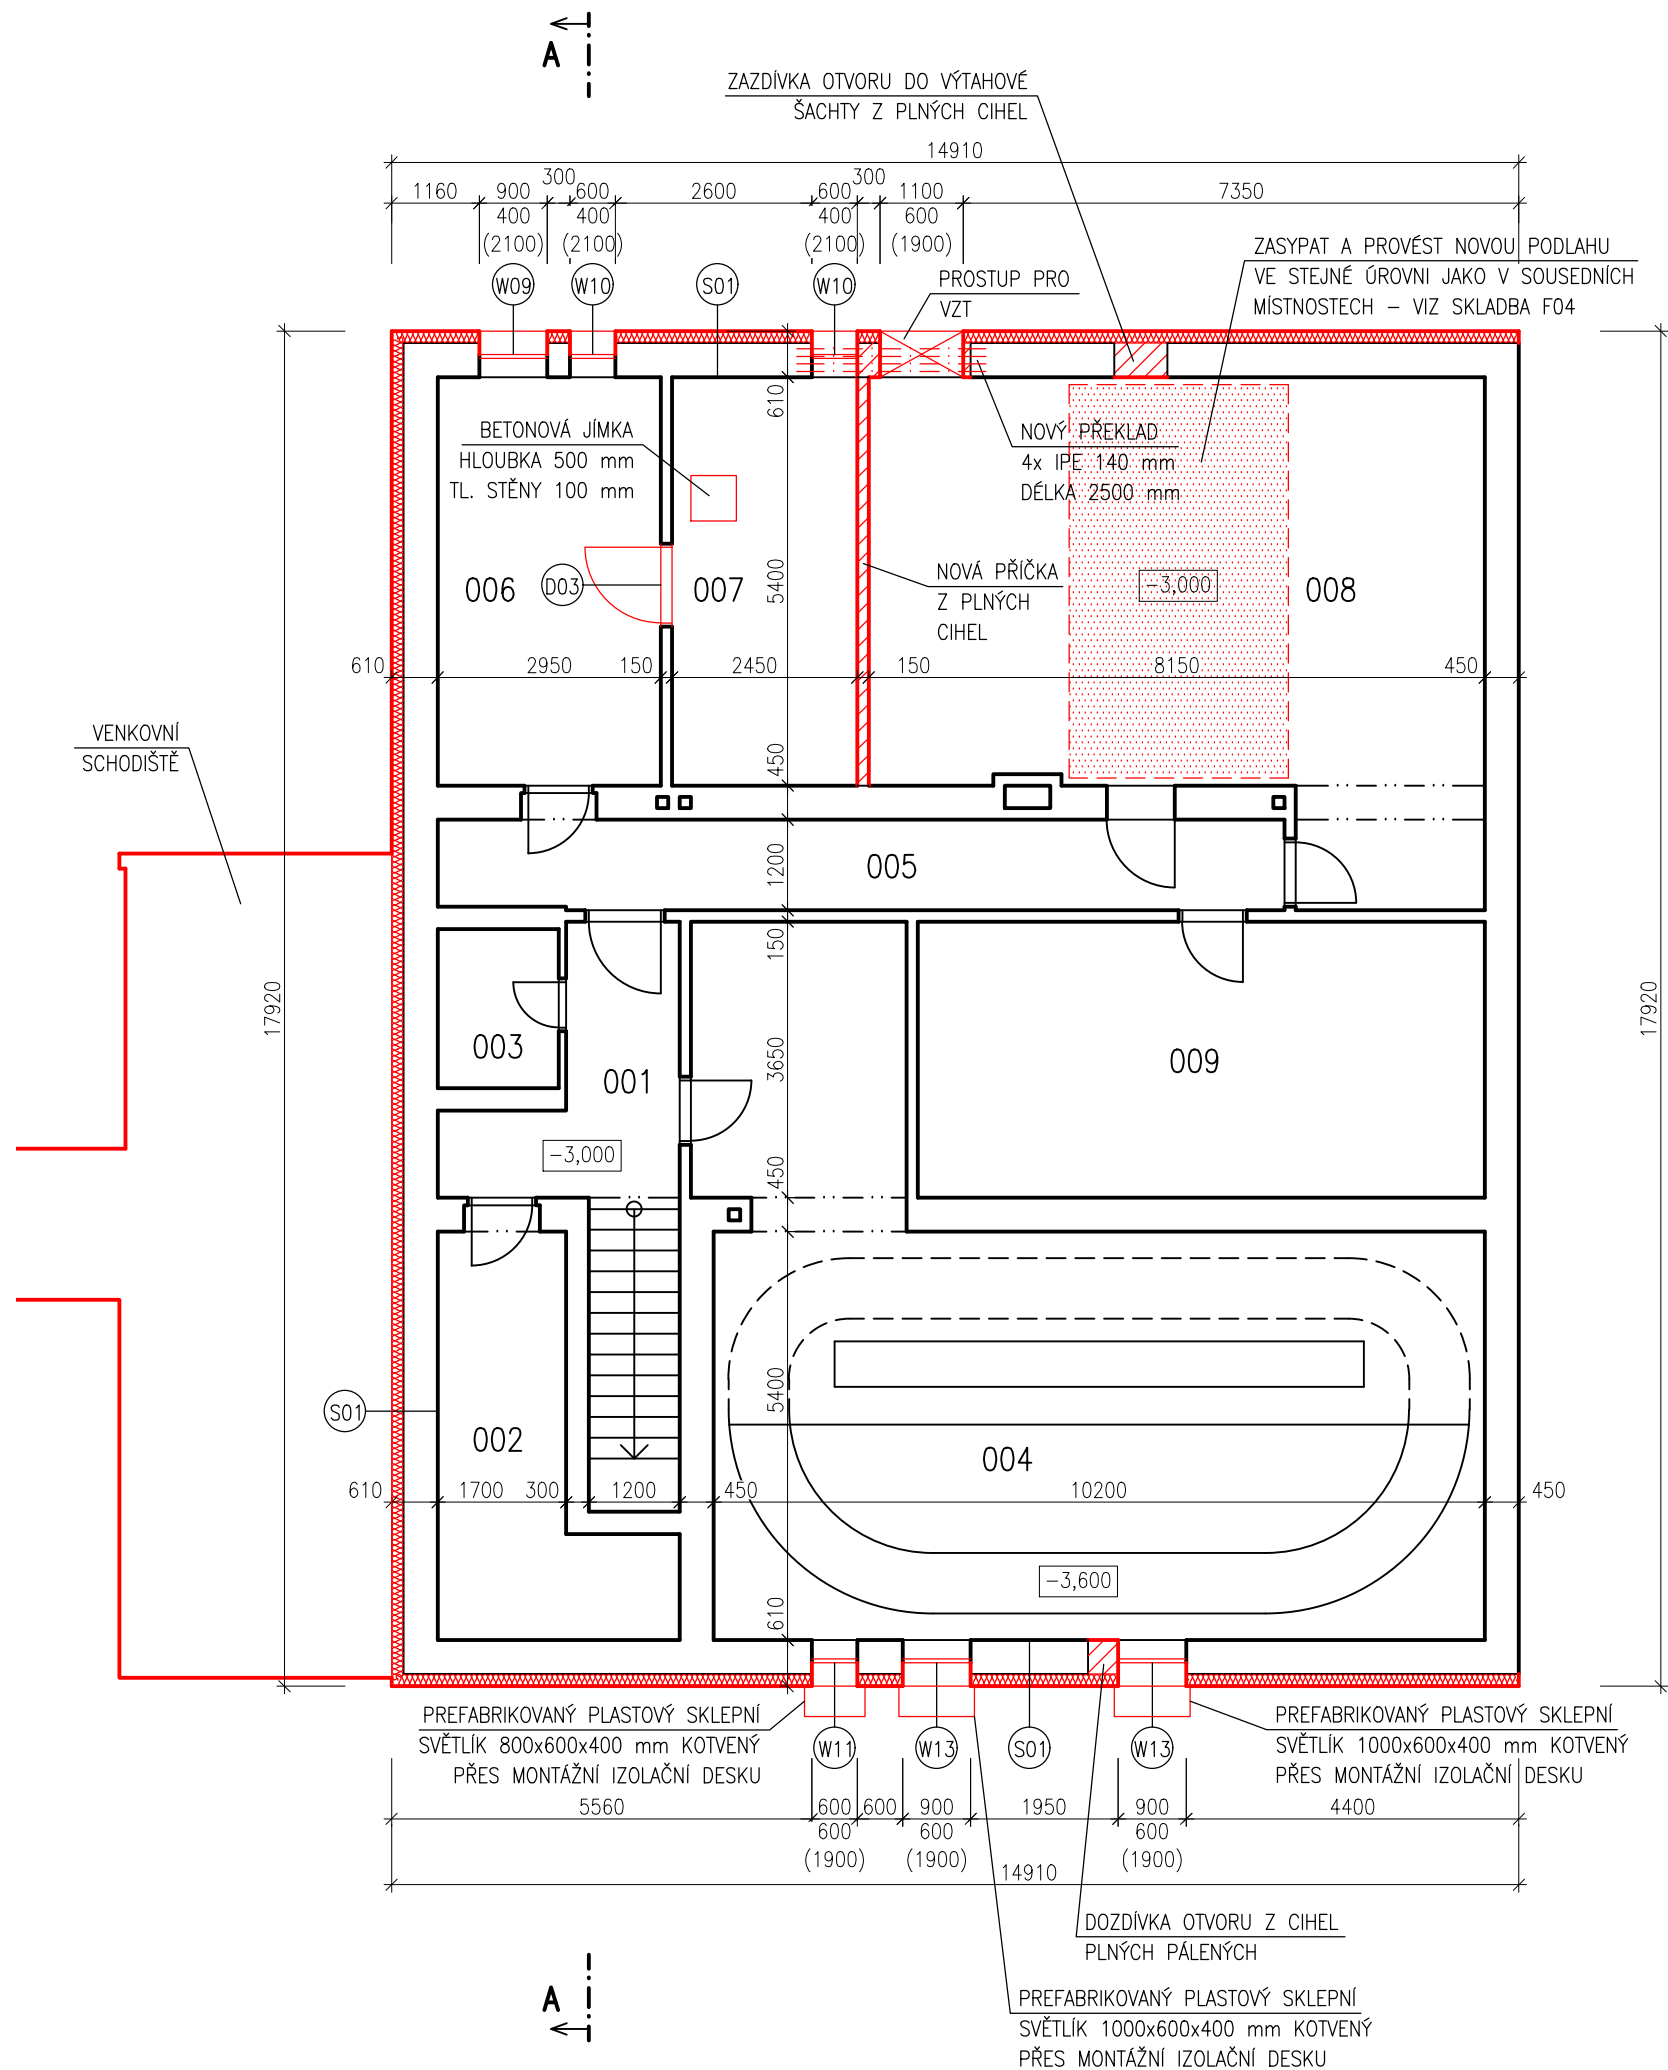 A
ZAZDÍVKA OTVORU DO VÝTAHOVÉ
ŠACHTY Z PLNÝCH CIHEL
14910
1160
900
400
(2100)
300
600
400
(2100)
2600
600
400
(2100)
300
1100
600
(1900)
7350
ZASYPAT A PROVÉST NOVOU PODLAHU
VE STEJNÉ ÚROVNI JAKO V SOUSEDNÍCH
MÍSTNOSTECH – VIZ SKLADBA F04
W09
W10
S01
W10
PROSTUP PRO
VZT
610
BETONOVÁ JÍMKA
HLOUBKA 500 mm
TL. STĚNY 100 mm
NOVÝ PŘEKLAD
4x IPE 140 mm
DÉLKA 2500 mm
006
D03
007
5400
NOVÁ PŘÍČKA
Z PLNÝCH
CIHEL
-3,000
008
610
2950
150
2450
150
8150
450
VENKOVNÍ
SCHODIŠTĚ
450
1200
005
150
17920
17920
003
001
3650
009
-3,000
450
S01
002
5400
004
610
1700
300
1200
450
10200
450
-3,600
610
PREFABRIKOVANÝ PLASTOVÝ SKLEPNÍ
SVĚTLÍK 800x600x400 mm KOTVENÝ
PŘES MONTÁŽNÍ IZOLAČNÍ DESKU
W11
W13
S01
W13
PREFABRIKOVANÝ PLASTOVÝ SKLEPNÍ
SVĚTLÍK 1000x600x400 mm KOTVENÝ
PŘES MONTÁŽNÍ IZOLAČNÍ DESKU
5560
600
600
(1900)
600
900
600
(1900)
1950
900
600
(1900)
4400
14910
DOZDÍVKA OTVORU Z CIHEL
PLNÝCH PÁLENÝCH
A
PREFABRIKOVANÝ PLASTOVÝ SKLEPNÍ
SVĚTLÍK 1000x600x400 mm KOTVENÝ
PŘES MONTÁŽNÍ IZOLAČNÍ DESKU